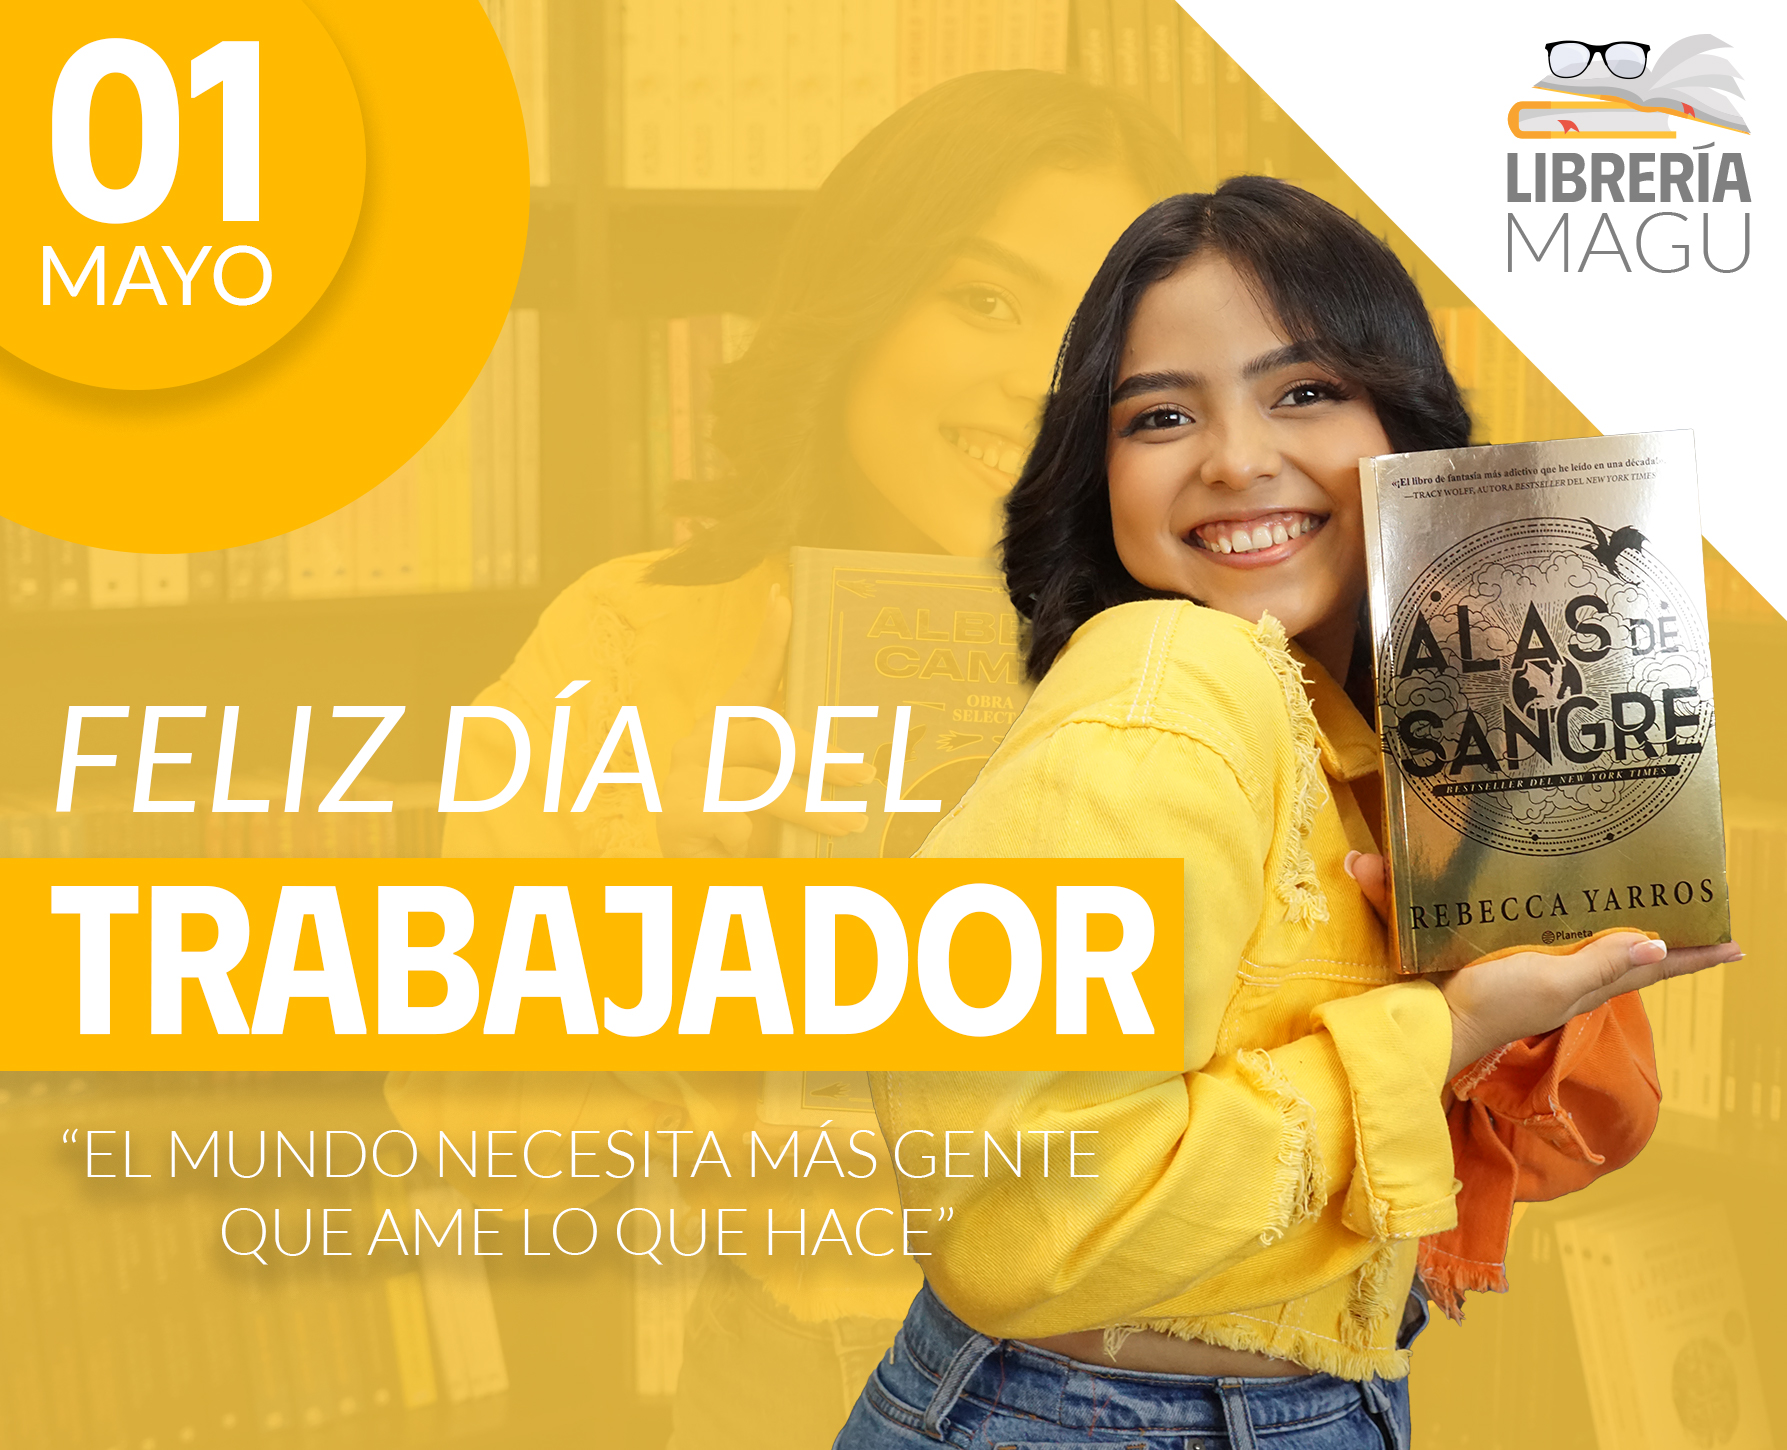 01
MAYO
LIBRERÍA
MAGU
«¡El libro de fantasía más adictivo que he leído en una década!».
—TRACY WOLFF, AUTORA BESTSELLER DEL NEW YORK TIMES
ALAS DE
SANGRE
BESTSELLER DEL NEW YORK TIMES
REBECCA YARROS
Planeta
OBRA
FELIZ DÍA DEL
TRABAJADOR
“EL MUNDO NECESITA MÁS GENTE
QUE AME LO QUE HACE”